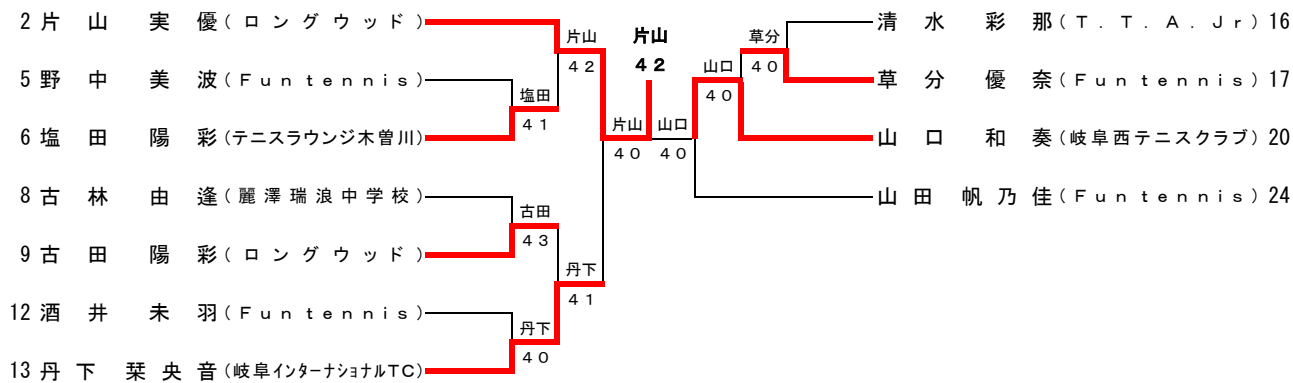 2 片山 実優 (ロングウッド)
5 野中 美波 (Fun tennis)
6 塩田 陽彩 (テニスラウンジ木曽川)
8 古林 由逢 (麗澤瑞浪中学校)
9 古田 陽彩 (ロングウッド)
12 酒井 未羽 (Fun tennis)
13 丹下 栞央音 (岐阜インターナショナルTC)
塩田
41
古田
43
丹下
40
片山
42
丹下
41
片山
40
片山
42
山口
40
山口
40
草分
40
清水 彩那 (T.T.A.Jr) 16
草分 優奈 (Fun tennis) 17
山口 和奏 (岐阜西テニスクラブ) 20
山田 帆乃佳 (Fun tennis) 24